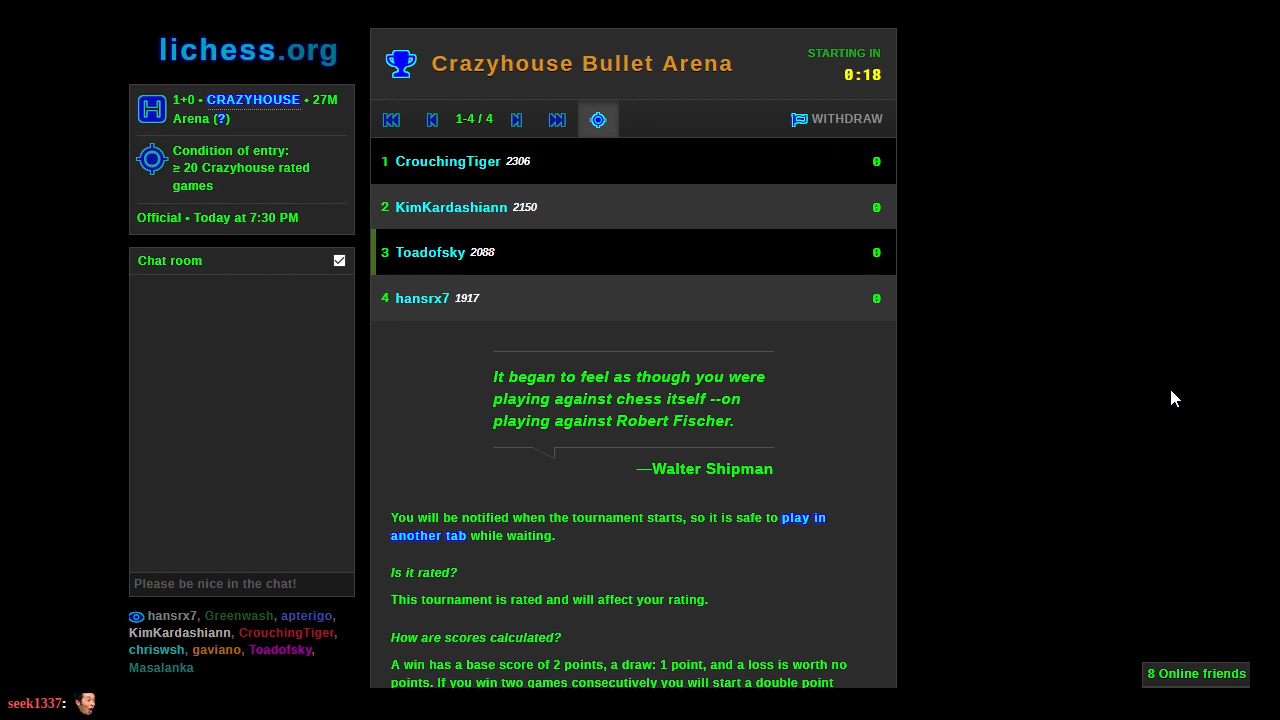 lichess.org
1+0 • CRAZYHOUSE • 27M
Arena (?)
Condition of entry:
≥ 20 Crazyhouse rated
games
Official • Today at 7:30 PM
Chat room
Please be nice in the chat!
hansrx7, Greenwash, apterigo,
KimKardashiann, CrouchingTiger,
chriswsh, gaviano, Toadofsky,
Masalanka
seek1337:
Crazyhouse Bullet Arena
STARTING IN
0:18
1-4 / 4
WITHDRAW
1 CrouchingTiger 2306 0
2 KimKardashiann 2150 0
3 Toadofsky 2088 0
4 hansrx7 1917 0
It began to feel as though you were
playing against chess itself --on
playing against Robert Fischer.
—Walter Shipman
You will be notified when the tournament starts, so it is safe to play in
another tab while waiting.
Is it rated?
This tournament is rated and will affect your rating.
How are scores calculated?
A win has a base score of 2 points, a draw: 1 point, and a loss is worth no
points. If you win two games consecutively you will start a double point
8 Online friends